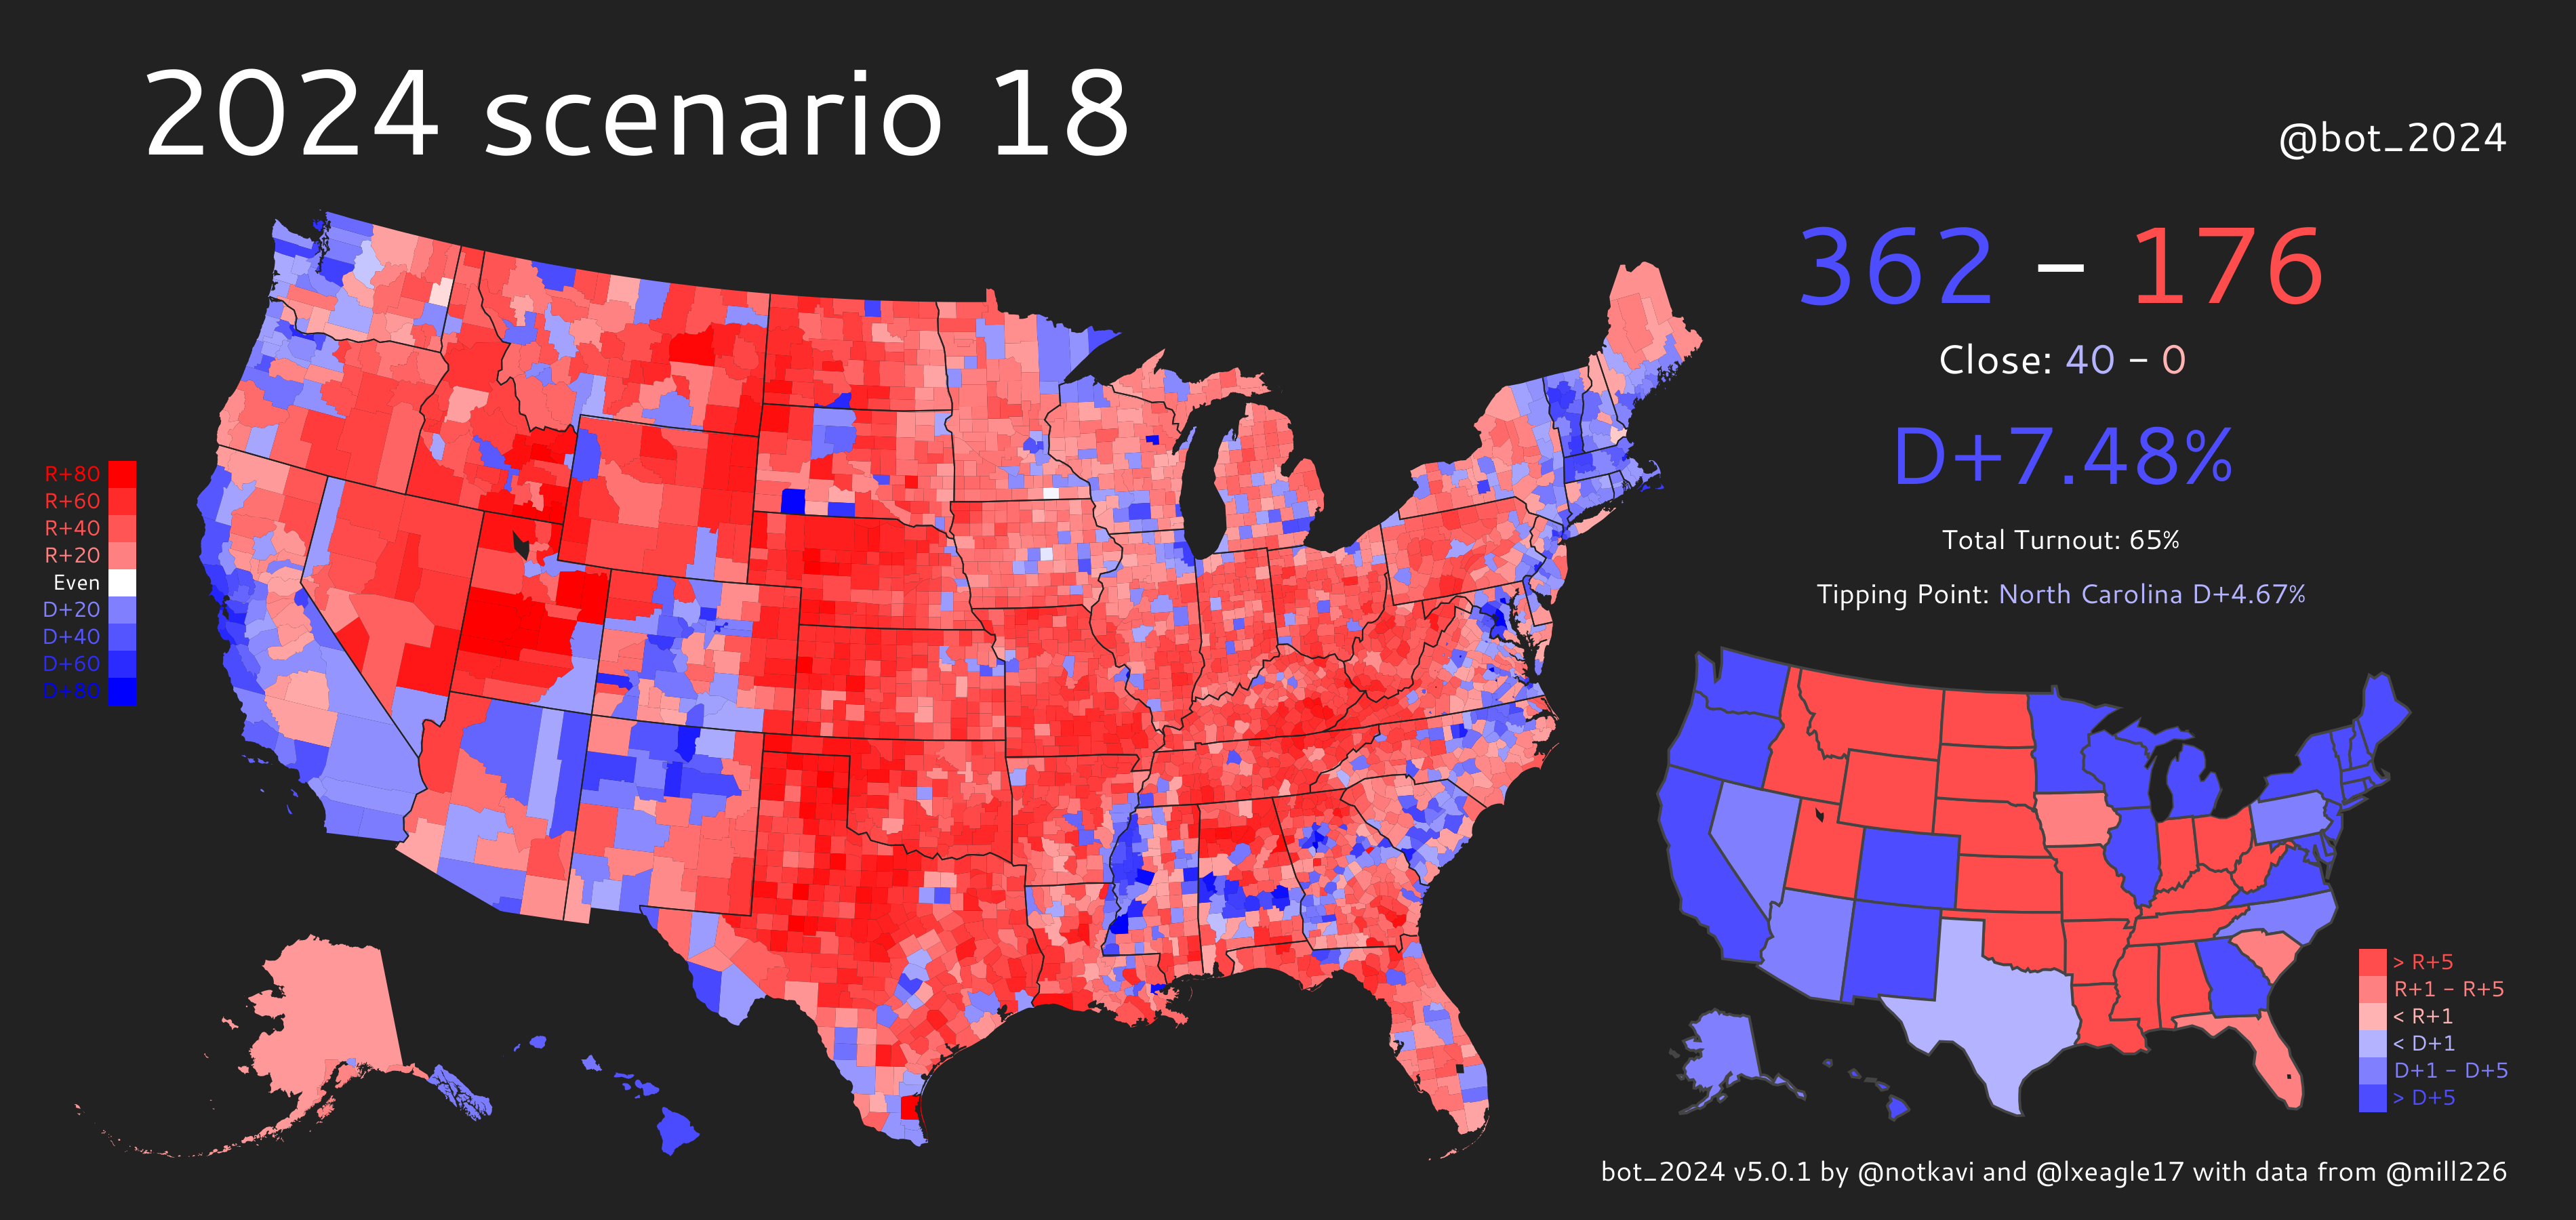 2024 scenario 18
@bot_2024
362 – 176
Close: 40 - 0
D+7.48%
Total Turnout: 65%
Tipping Point: North Carolina D+4.67%
R+80
R+60
R+40
R+20
Even
D+20
D+40
D+60
D+80
> R+5
R+1 - R+5
< R+1
< D+1
D+1 - D+5
> D+5
bot_2024 v5.0.1 by @notkavi and @lxeagle17 with data from @mill226